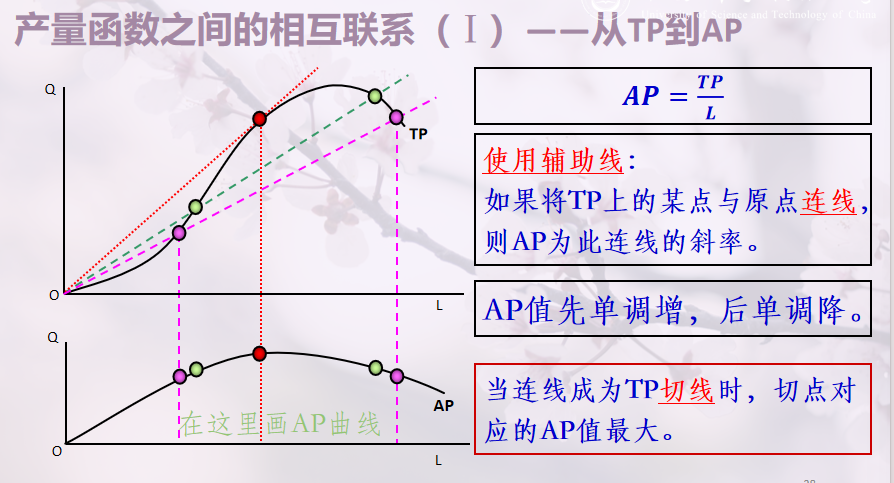 产量函数之间的相互联系（Ⅰ）——从TP到AP
University of Science and Technology of China
Q
TP
O
L
Q
AP
在这里画AP曲线
O
L
AP = TP/L
使用辅助线：
如果将TP上的某点与原点连线，
则AP为此连线的斜率。
AP值先单调增，后单调降。
当连线成为TP切线时，切点对
应的AP值最大。